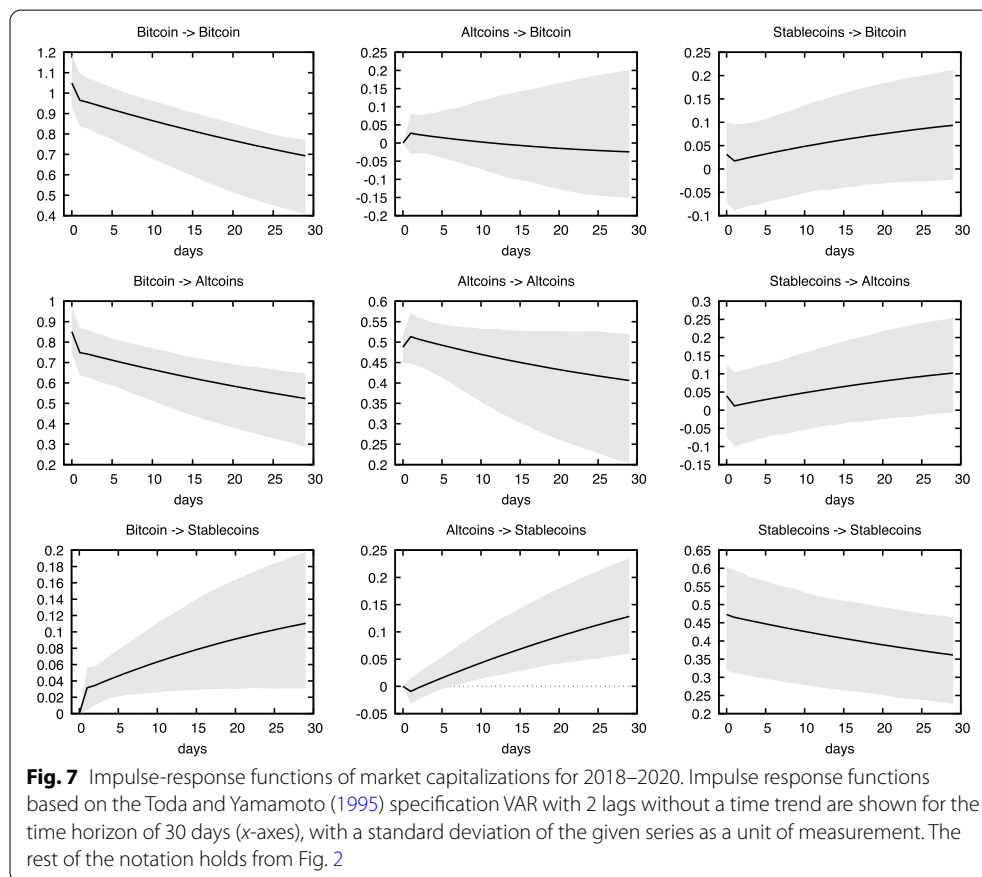 Bitcoin -> Bitcoin
1.2
1.1
1
0.9
0.8
0.7
0.6
0.5
0.4
0 5 10 15 20 25 30
days
Altcoins -> Bitcoin
0.25
0.2
0.15
0.1
0.05
0
-0.05
-0.1
-0.15
-0.2
0 5 10 15 20 25 30
days
Stablecoins -> Bitcoin
0.25
0.2
0.15
0.1
0.05
0
-0.05
-0.1
0 5 10 15 20 25 30
days
Bitcoin -> Altcoins
1
0.9
0.8
0.7
0.6
0.5
0.4
0.3
0.2
0 5 10 15 20 25 30
days
Altcoins -> Altcoins
0.6
0.55
0.5
0.45
0.4
0.35
0.3
0.25
0.2
0 5 10 15 20 25 30
days
Stablecoins -> Altcoins
0.3
0.25
0.2
0.15
0.1
0.05
0
-0.05
-0.1
-0.15
0 5 10 15 20 25 30
days
Bitcoin -> Stablecoins
0.2
0.18
0.16
0.14
0.12
0.1
0.08
0.06
0.04
0.02
0
0 5 10 15 20 25 30
days
Altcoins -> Stablecoins
0.25
0.2
0.15
0.1
0.05
0
-0.05
0 5 10 15 20 25 30
days
Stablecoins -> Stablecoins
0.65
0.6
0.55
0.5
0.45
0.4
0.35
0.3
0.25
0.2
0 5 10 15 20 25 30
days
Fig. 7 Impulse-response functions of market capitalizations for 2018–2020. Impulse response functions
based on the Toda and Yamamoto (1995) specification VAR with 2 lags without a time trend are shown for the
time horizon of 30 days (x-axes), with a standard deviation of the given series as a unit of measurement. The
rest of the notation holds from Fig. 2